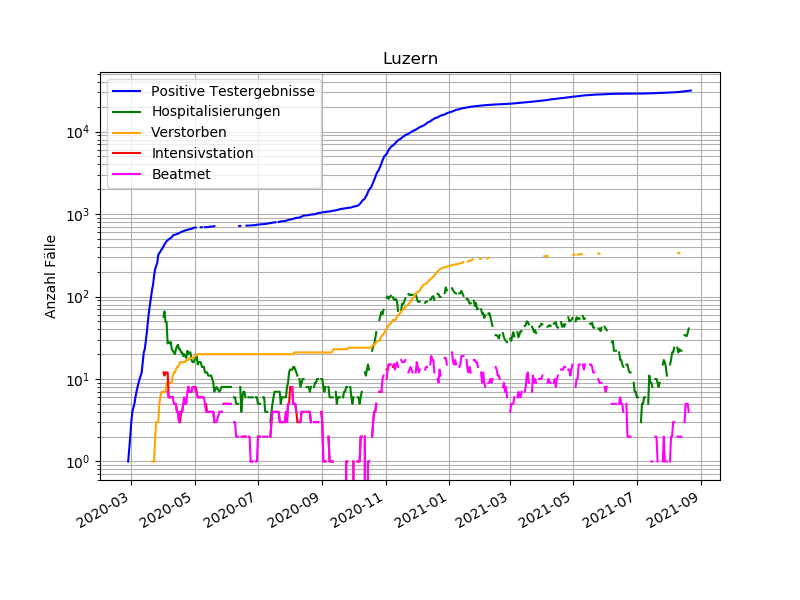 Luzern
Anzahl Fälle
Positive Testergebnisse
Hospitalisierungen
Verstorben
Intensivstation
Beatmet
10^4
10^3
10^2
10^1
10^0
2020-03
2020-05
2020-07
2020-09
2020-11
2021-01
2021-03
2021-05
2021-07
2021-09